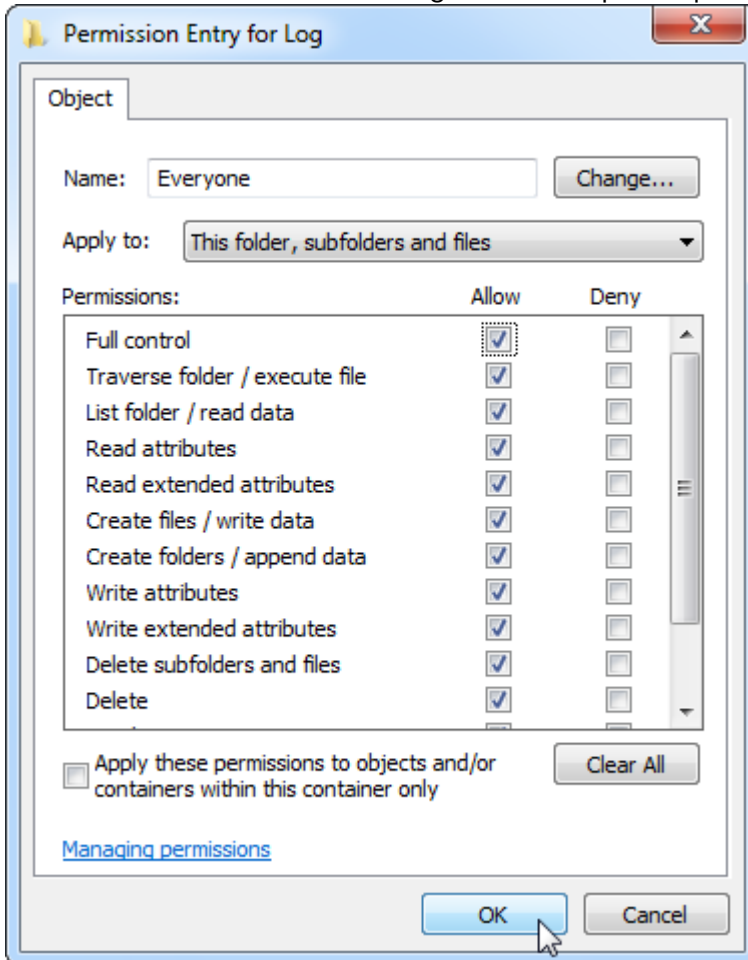 Permission Entry for Log
Object
Name: Everyone Change...
Apply to: This folder, subfolders and files
Permissions: Allow Deny
Full control
Traverse folder / execute file
List folder / read data
Read attributes
Read extended attributes
Create files / write data
Create folders / append data
Write attributes
Write extended attributes
Delete subfolders and files
Delete
Apply these permissions to objects and/or
containers within this container only
Clear All
Managing permissions
OK Cancel